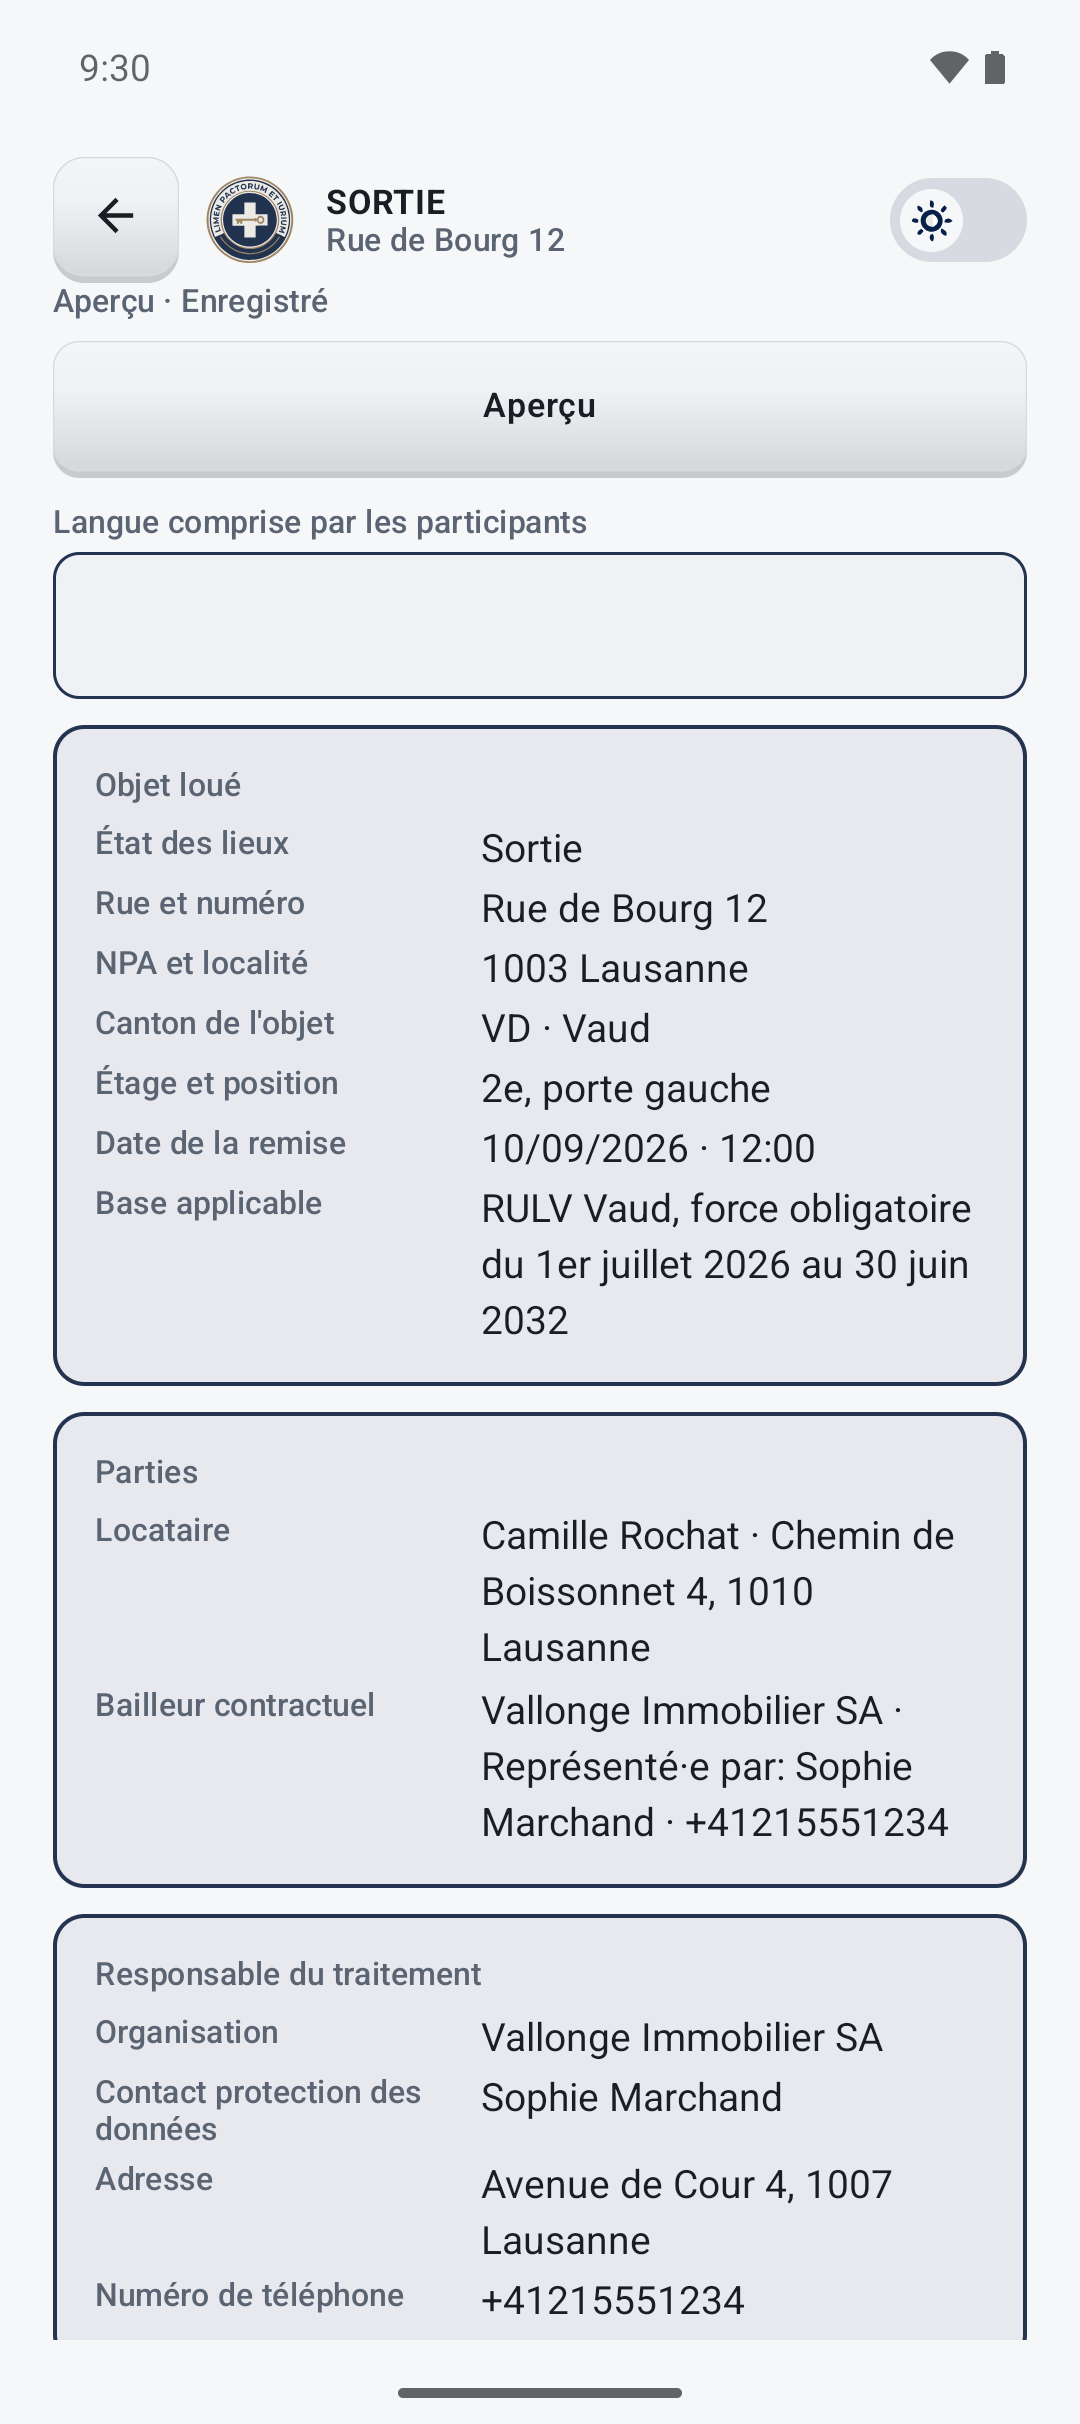 9:30
LIMEN PACTORUM ET IURIUM
SORTIE
Rue de Bourg 12
Aperçu · Enregistré
Aperçu
Langue comprise par les participants
Objet loué
État des lieux
Sortie
Rue et numéro
Rue de Bourg 12
NPA et localité
1003 Lausanne
Canton de l'objet
VD · Vaud
Étage et position
2e, porte gauche
Date de la remise
10/09/2026 · 12:00
Base applicable
RULV Vaud, force obligatoire
du 1er juillet 2026 au 30 juin
2032
Parties
Locataire
Camille Rochat · Chemin de
Boissonnet 4, 1010
Lausanne
Bailleur contractuel
Vallonge Immobilier SA ·
Représenté·e par: Sophie
Marchand · +41215551234
Responsable du traitement
Organisation
Vallonge Immobilier SA
Contact protection des
données
Sophie Marchand
Adresse
Avenue de Cour 4, 1007
Lausanne
Numéro de téléphone
+41215551234